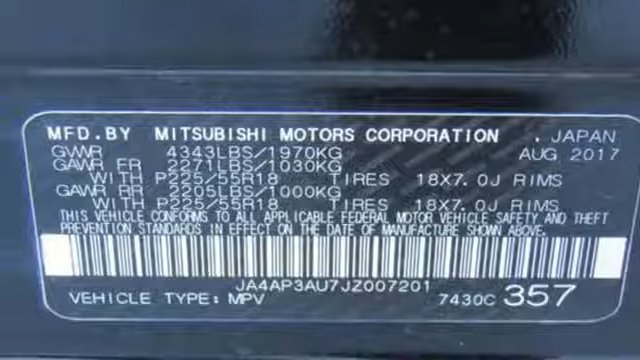 MFD.BY MITSUBISHI MOTORS CORPORATION . JAPAN
GVWR 4343LBS/1970KG AUG 2017
GAWR FR 2271LBS/1030KG
WITH P225/55R18 TIRES 18X7.0J RIMS
GAWR RR 2205LBS/1000KG
WITH P225/55R18 TIRES 18X7.0J RIMS
THIS VEHICLE CONFORMS TO ALL APPLICABLE FEDERAL MOTOR VEHICLE SAFETY AND THEFT
PREVENTION STANDARDS IN EFFECT ON THE DATE OF MANUFACTURE SHOWN ABOVE.
JA4AP3AU7JZ007201
VEHICLE TYPE: MPV 7430C 357